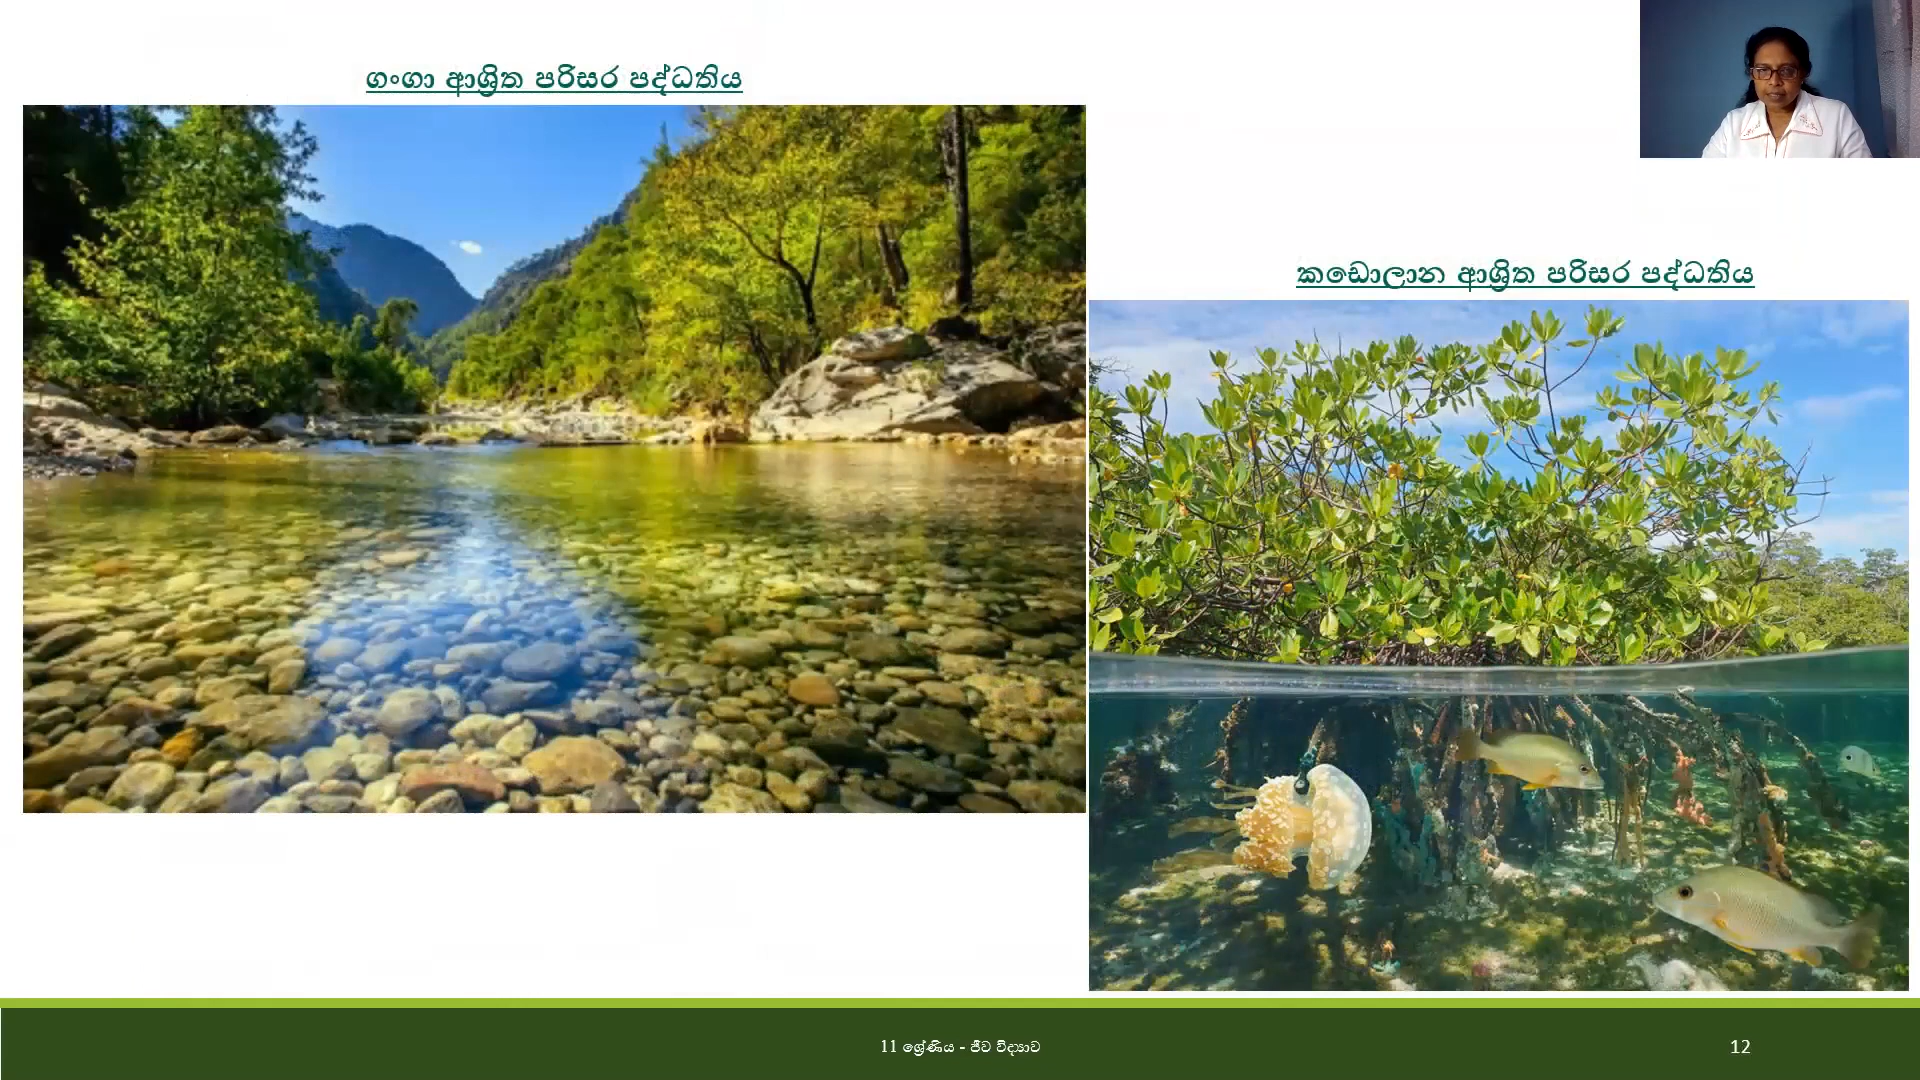 ගංගා ආශ්‍රිත පරිසර පද්ධතිය
කඩොලාන ආශ්‍රිත පරිසර පද්ධතිය
11 ශ්‍රේණිය - ජීව විද්‍යාව
12